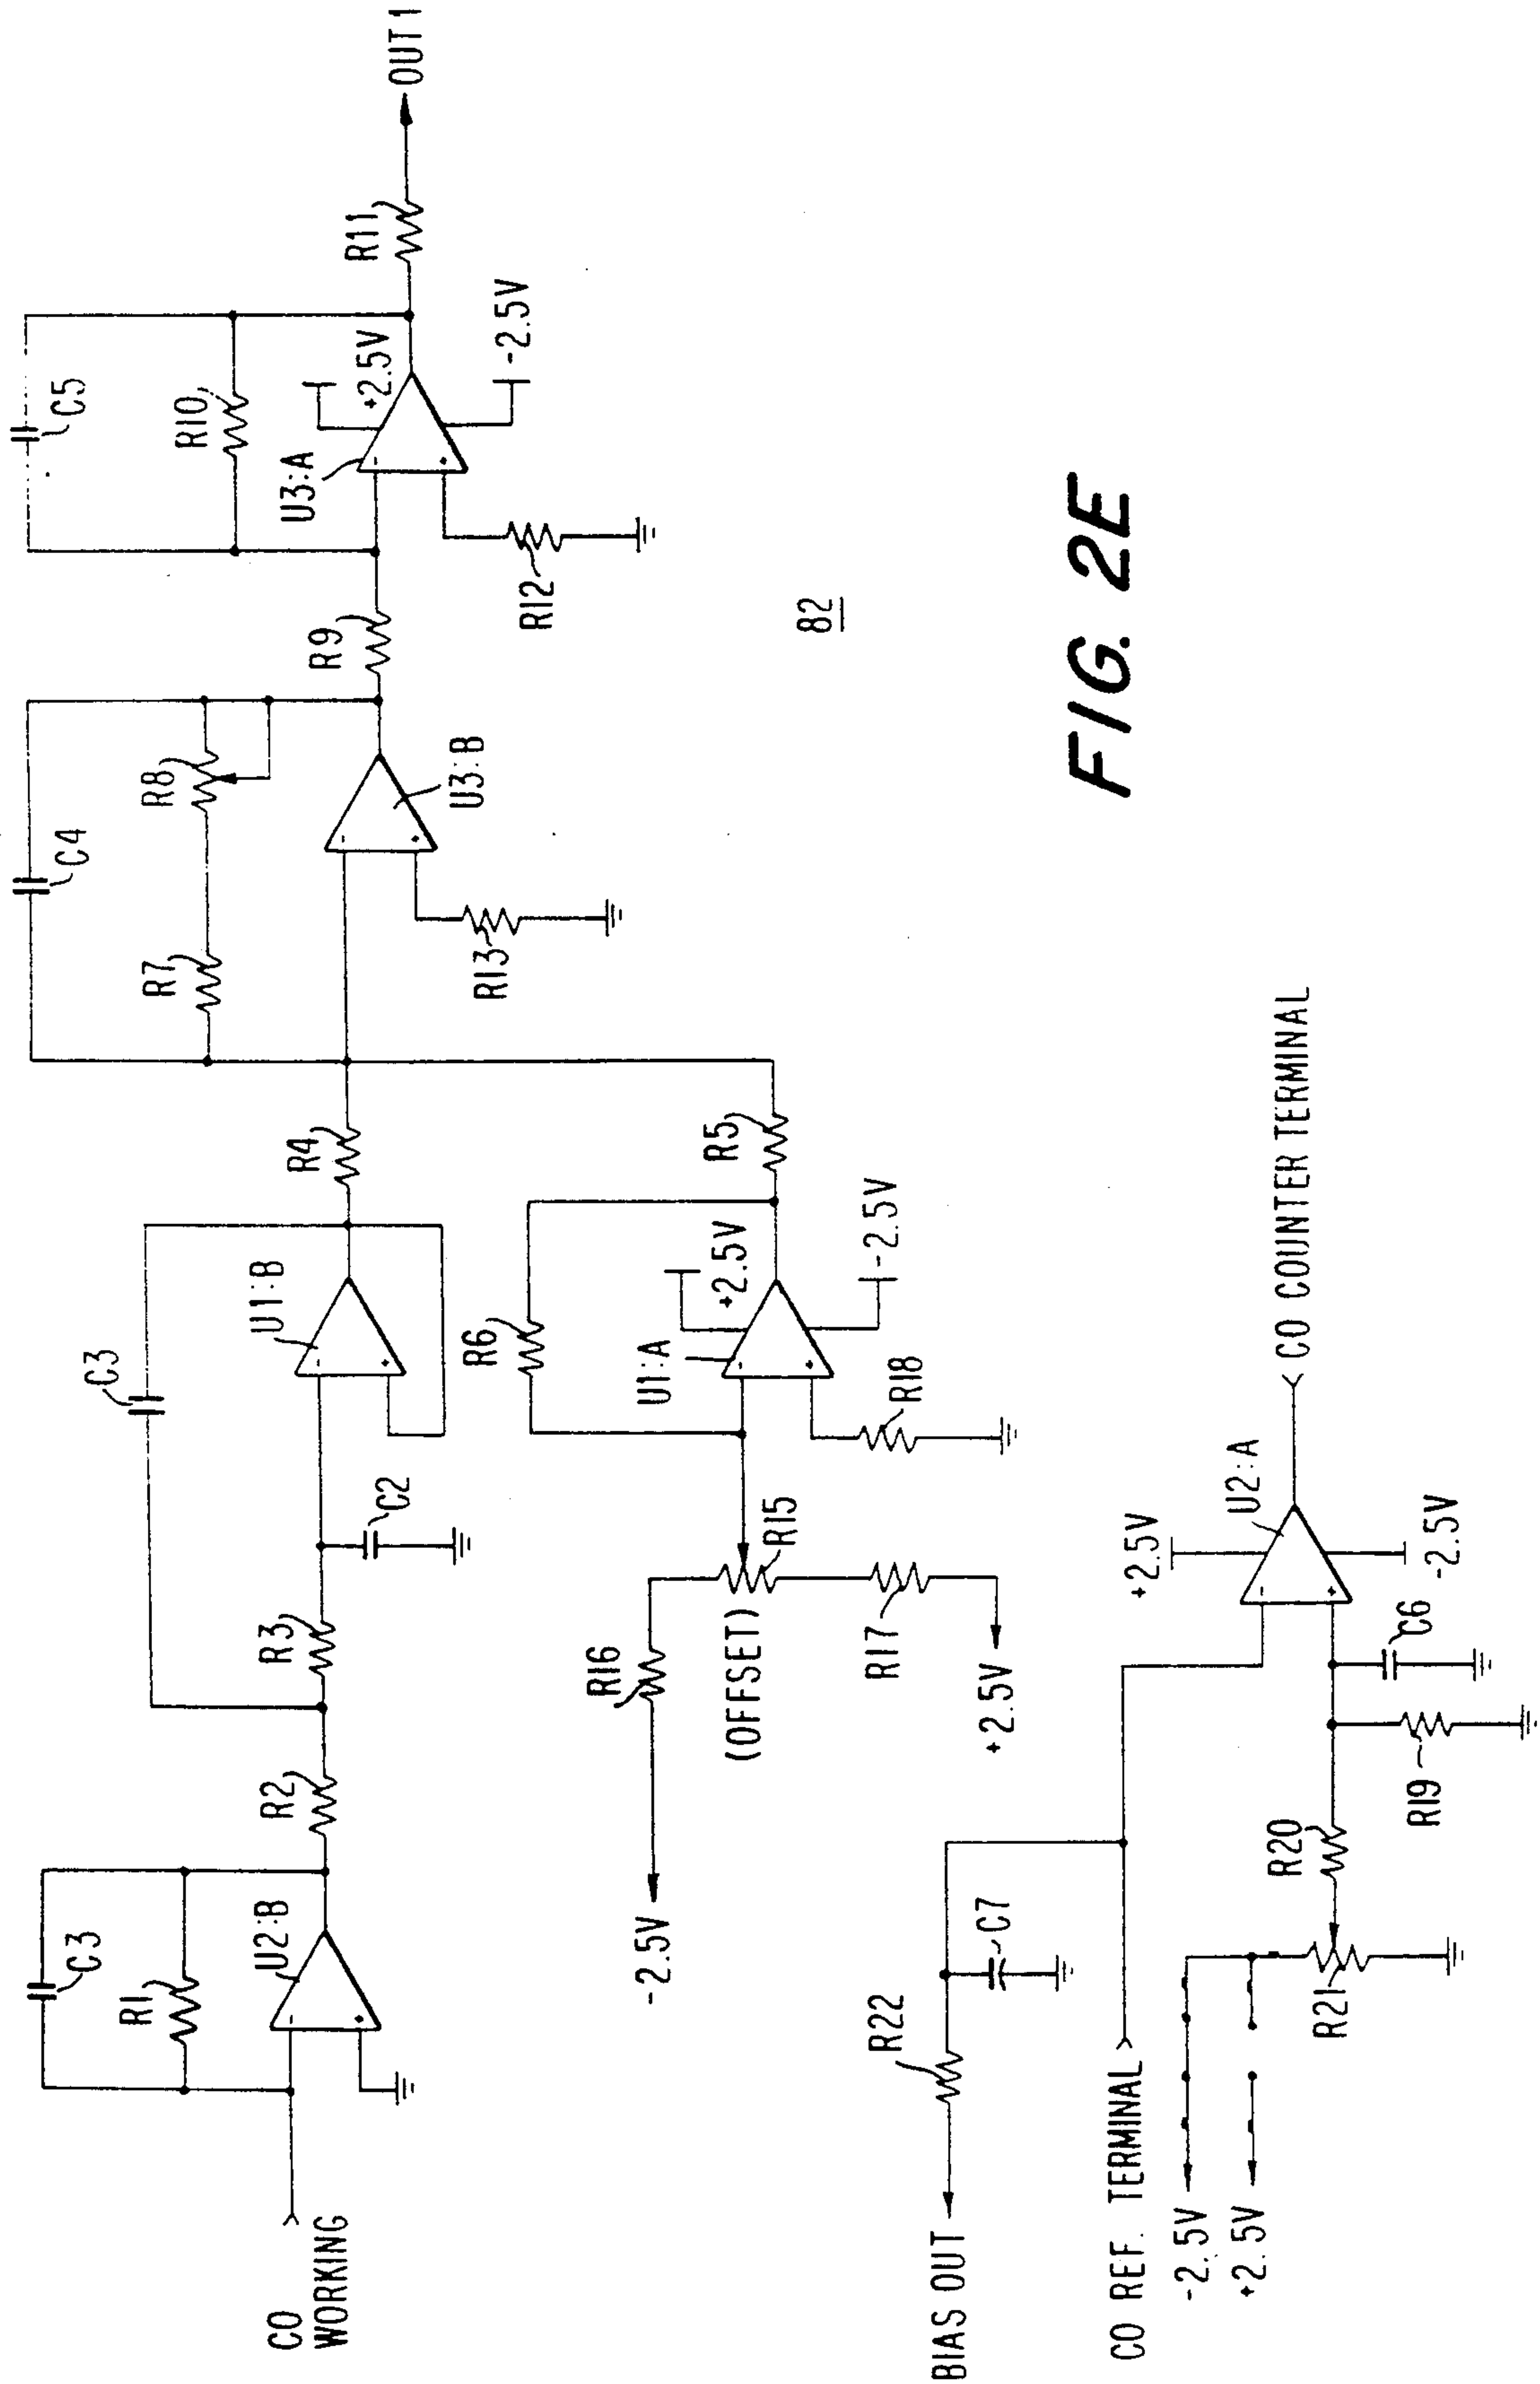 C3
R1
U2:B
CO
WORKING
R2
R3
C3
C2
U1:B
R4
C4
R7
R8
U3:B
R13
R9
C5
R10
U3:A
+2.5V
-2.5V
R12
R11
OUT1
-2.5V
R16
(OFFSET)
R15
R17
+2.5V
R6
U1:A
+2.5V
-2.5V
R18
R5
BIAS OUT
R22
C7
CO REF. TERMINAL
-2.5V
+2.5V
R21
R20
R19
C6
+2.5V
U2:A
-2.5V
CO COUNTER TERMINAL
82
FIG. 2E